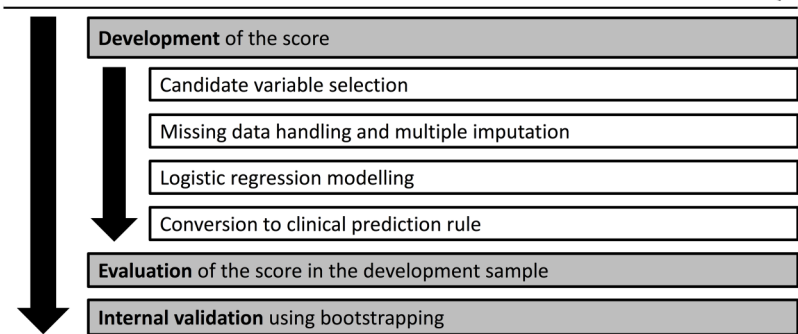 Development of the score
Candidate variable selection
Missing data handling and multiple imputation
Logistic regression modelling
Conversion to clinical prediction rule
Evaluation of the score in the development sample
Internal validation using bootstrapping